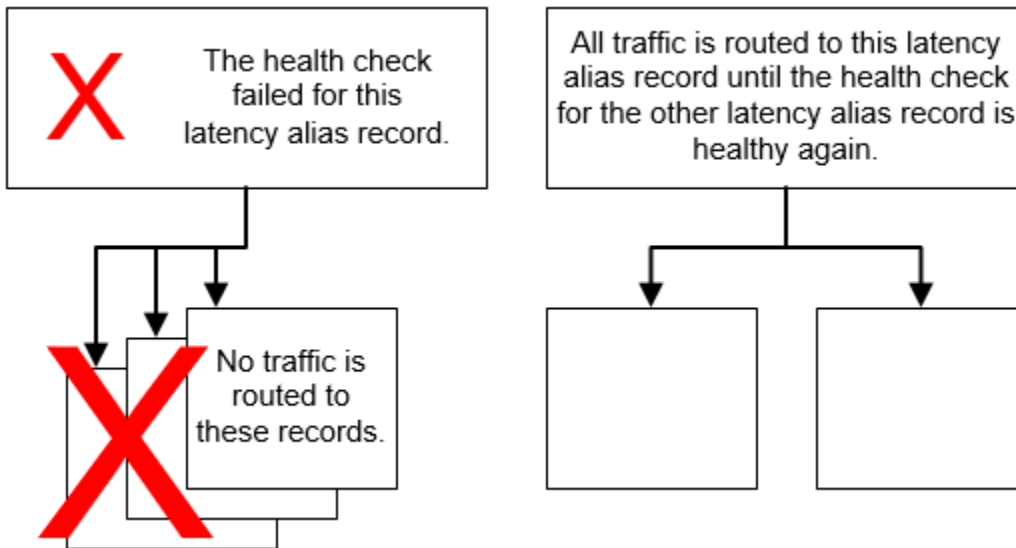 The health check
failed for this
latency alias record.
All traffic is routed to this latency
alias record until the health check
for the other latency alias record is
healthy again.
No traffic is
routed to
these records.